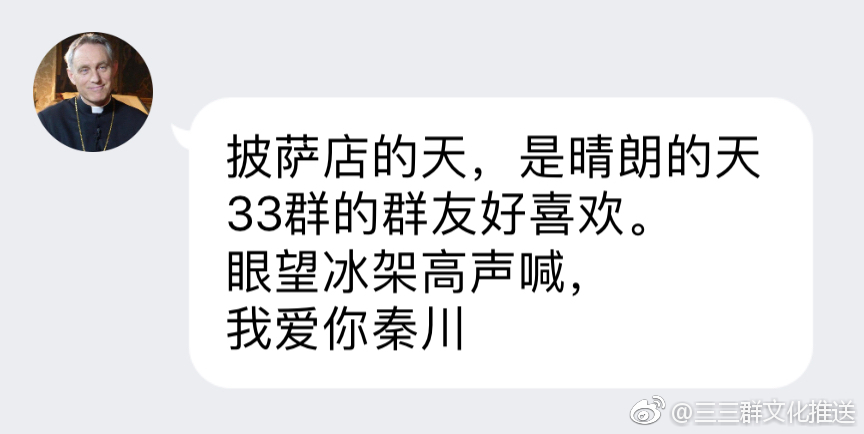 披萨店的天，是晴朗的天
33群的群友好喜欢。
眼望冰架高声喊，
我爱你秦川
@三三群文化推送